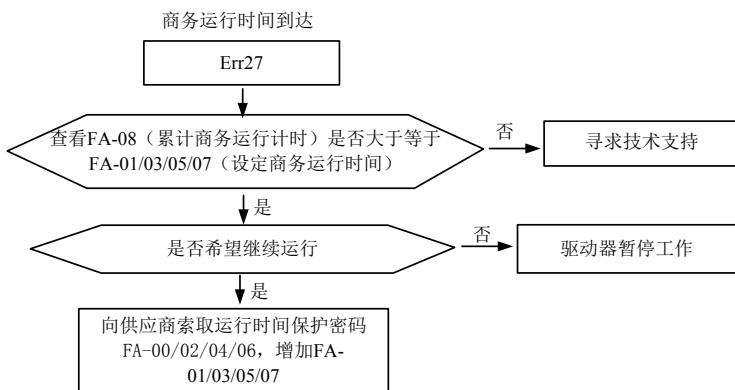 商务运行时间到达
Err27
查看FA-08（累计商务运行计时）是否大于等于
FA-01/03/05/07（设定商务运行时间）
否
寻求技术支持
是
是否希望继续运行
否
驱动器暂停工作
是
向供应商索取运行时间保护密码
FA-00/02/04/06，增加FA-
01/03/05/07